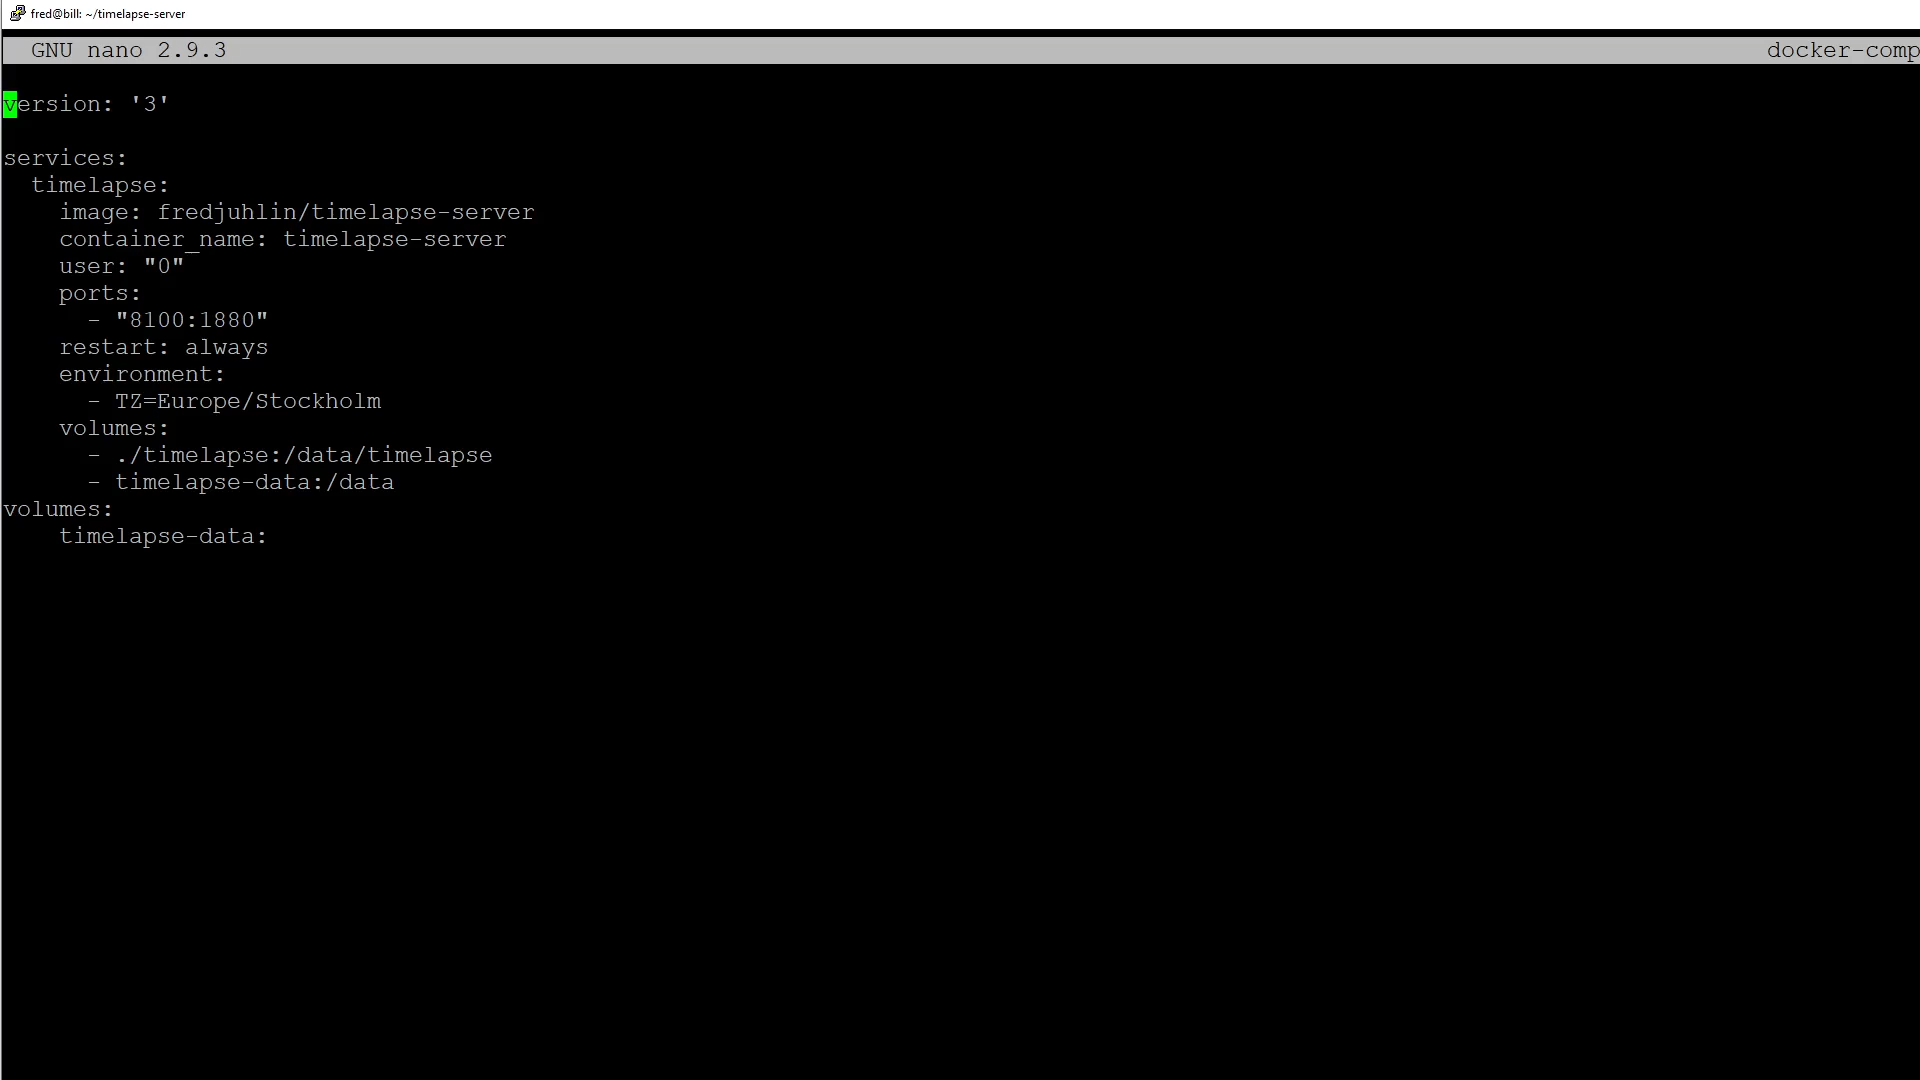 fred@bill: ~/timelapse-server
GNU nano 2.9.3 docker-comp
version: '3'
services:
  timelapse:
    image: fredjuhlin/timelapse-server
    container_name: timelapse-server
    user: "0"
    ports:
      - "8100:1880"
    restart: always
    environment:
      - TZ=Europe/Stockholm
    volumes:
      - ./timelapse:/data/timelapse
      - timelapse-data:/data
volumes:
    timelapse-data: